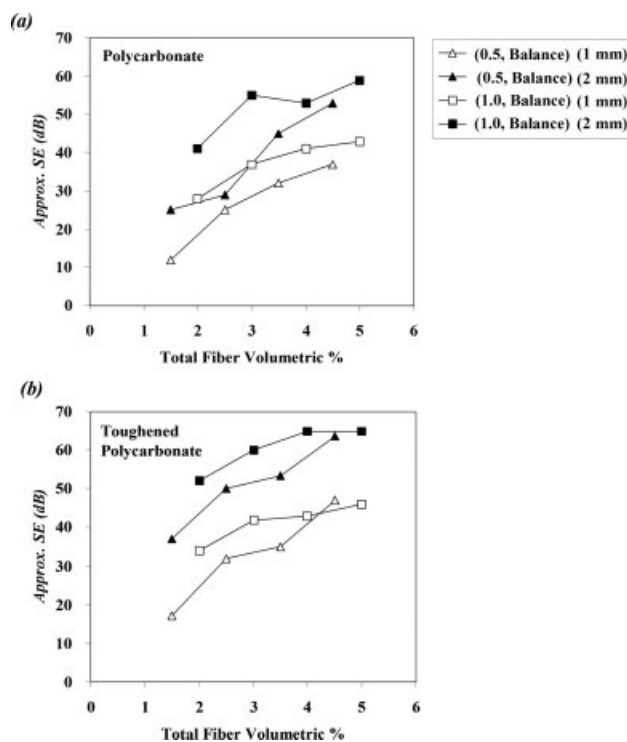 (a)
70
60
50
40
30
20
10
0
Approx. SE (dB)
Polycarbonate
0 1 2 3 4 5 6
Total Fiber Volumetric %
(0.5, Balance) (1 mm)
(0.5, Balance) (2 mm)
(1.0, Balance) (1 mm)
(1.0, Balance) (2 mm)
(b)
70
60
50
40
30
20
10
0
Approx. SE (dB)
Toughened
Polycarbonate
0 1 2 3 4 5 6
Total Fiber Volumetric %